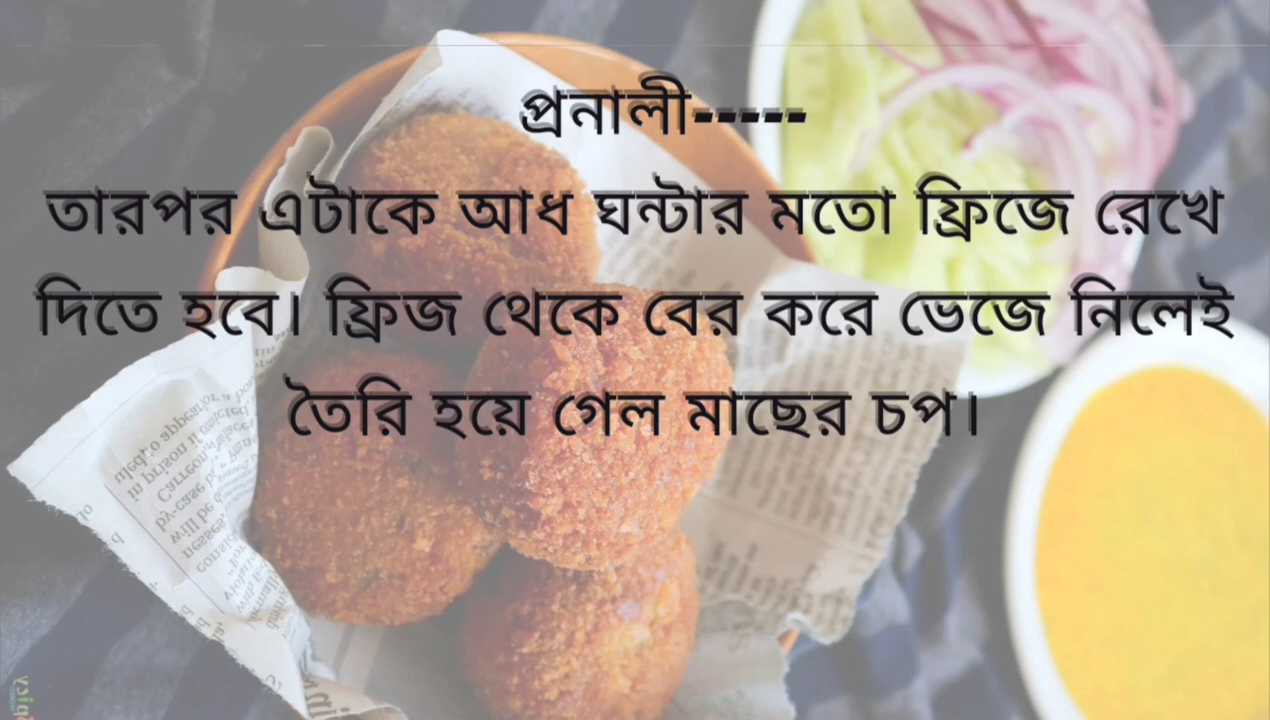 প্রনালী-----
তারপর এটাকে আধ ঘন্টার মতো ফ্রিজে রেখে
দিতে হবে। ফ্রিজ থেকে বের করে ভেজে নিলেই
তৈরি হয়ে গেল মাছের চপ।